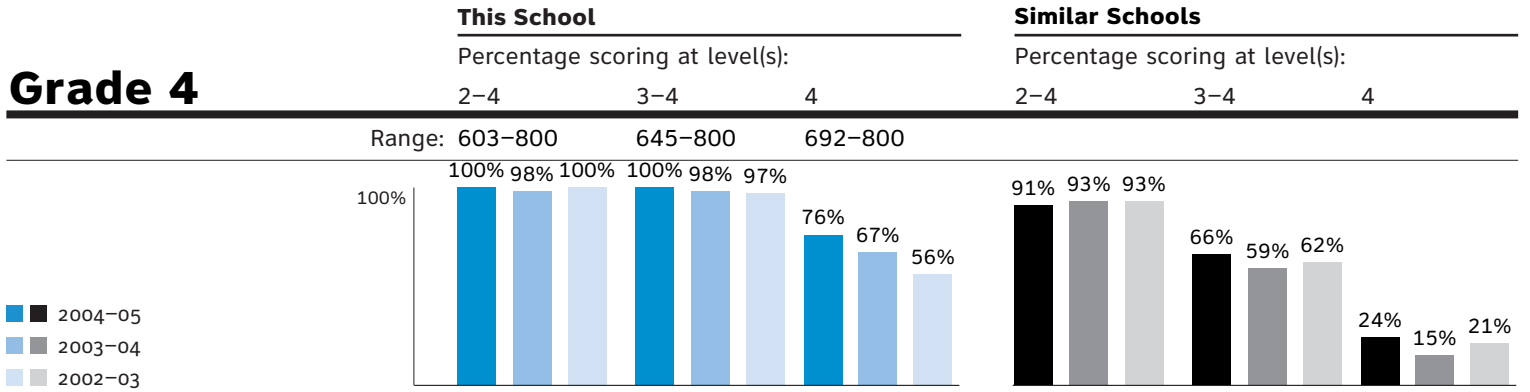 This School Similar Schools
Percentage scoring at level(s): Percentage scoring at level(s):
Grade 4 2–4 3–4 4 2–4 3–4 4
Range: 603–800 645–800 692–800
100% 98% 100% 100% 98% 97% 76% 67% 56% 91% 93% 93% 66% 59% 62% 24% 15% 21%
100%
2004–05
2003–04
2002–03